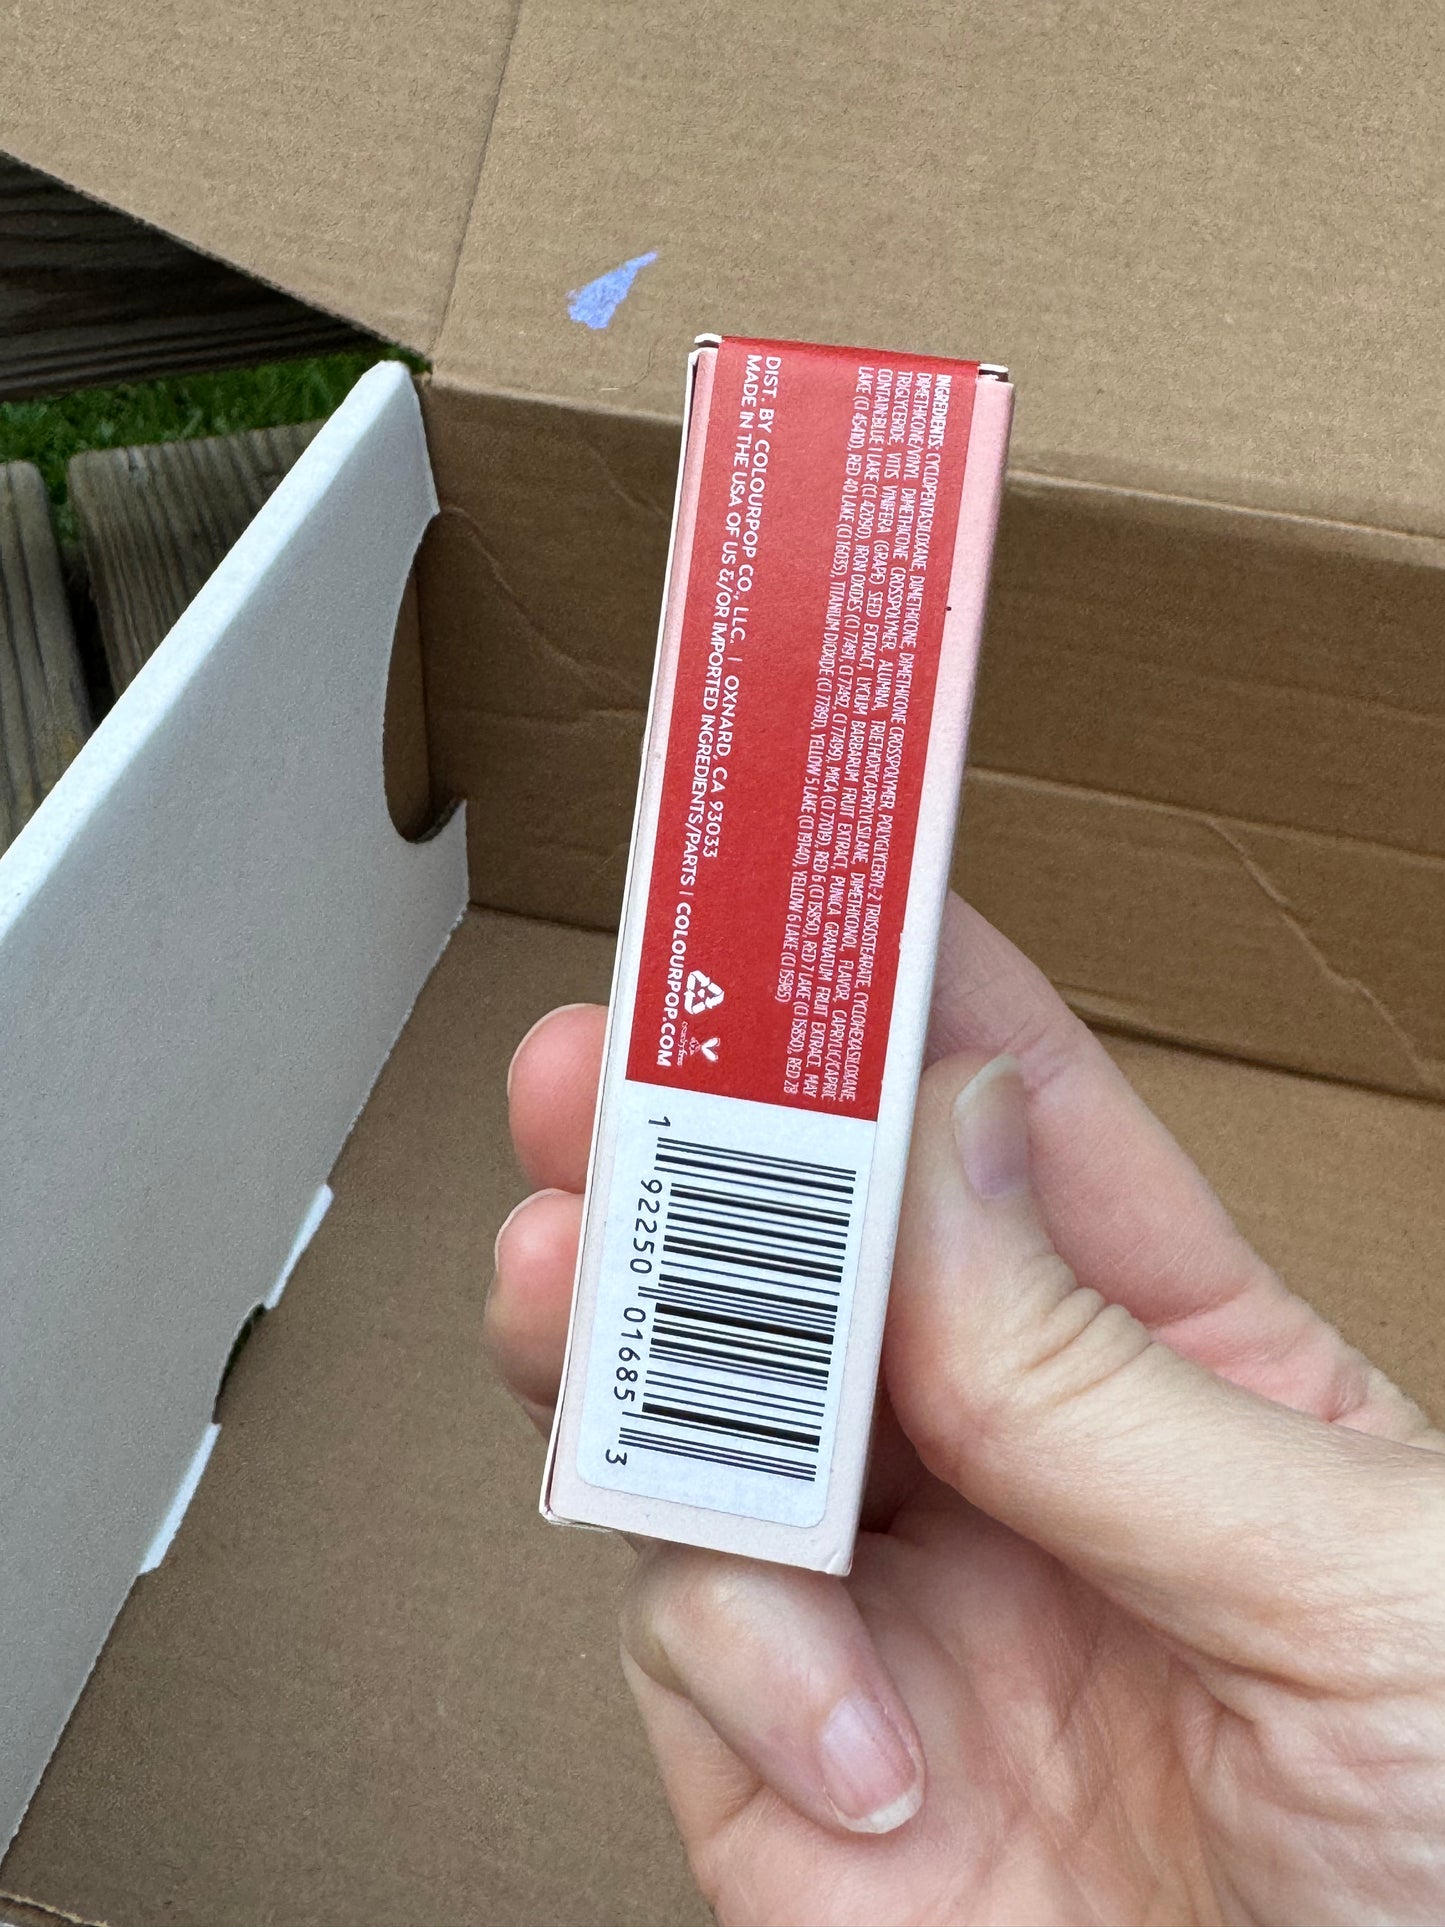 INGREDIENTS: CYCLOPENTASILOXANE, DIMETHICONE, DIMETHICONE CROSSPOLYMER, POLYGLYCERYL-2 TRIISOSTEARATE, CYCLOHEXASILOXANE,
DIMETHICONE/VINYL DIMETHICONE CROSSPOLYMER, ALUMINA, TRIETHOXYCAPRYLYLSILANE, DIMETHICONOL, FLAVOR, CAPRYLIC/CAPRIC
TRIGLYCERIDE, VITIS VINIFERA (GRAPE) SEED EXTRACT, LYCIUM BARBARUM FRUIT EXTRACT, PUNICA GRANATUM FRUIT EXTRACT, MAY
CONTAIN:BLUE 1 LAKE (CI 42090), IRON OXIDES (CI 77491, CI 77492, CI 77499), MICA (CI 77019), RED 6 (CI 15850), RED 7 LAKE (CI 15850), RED 28
LAKE (CI 45410), RED 40 LAKE (CI 16035), TITANIUM DIOXIDE (CI 77891), YELLOW 5 LAKE (CI 19140), YELLOW 6 LAKE (CI 15985)
DIST. BY COLOURPOP CO., LLC. | OXNARD, CA 93033
MADE IN THE USA OF US &/OR IMPORTED INGREDIENTS/PARTS | COLOURPOP.COM
cruelty free
1 92250 01685 3